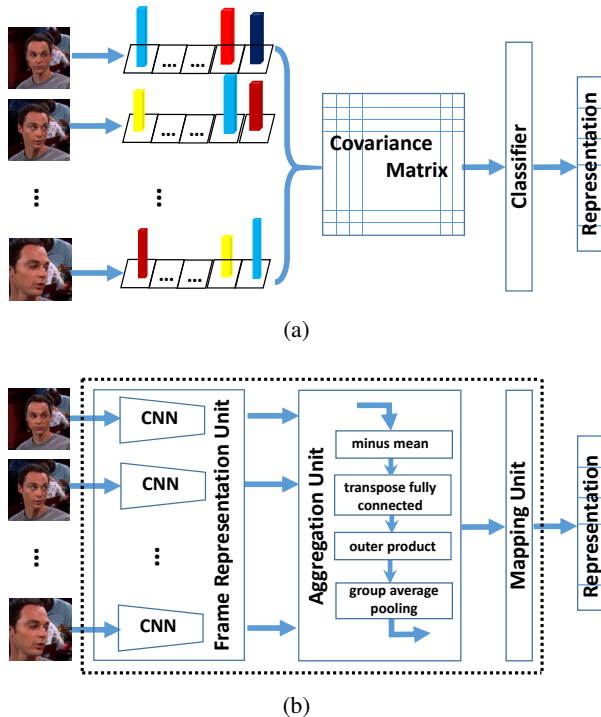 ... ...
... ...
Covariance
Matrix
Classifier
Representation
... ...
... ...
(a)
CNN
CNN
...
...
CNN
Frame Representation Unit
Aggregation Unit
minus mean
transpose fully
connected
outer product
group average
pooling
Mapping Unit
Representation
(b)